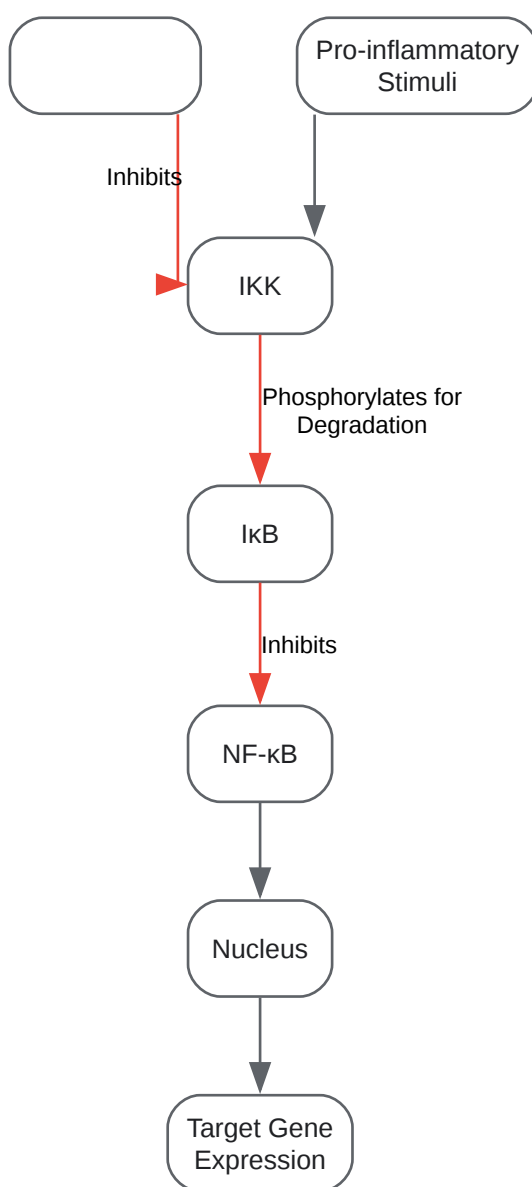 Pro-inflammatory
Stimuli
Inhibits
IKK
Phosphorylates for
Degradation
IκB
Inhibits
NF-κB
Nucleus
Target Gene
Expression